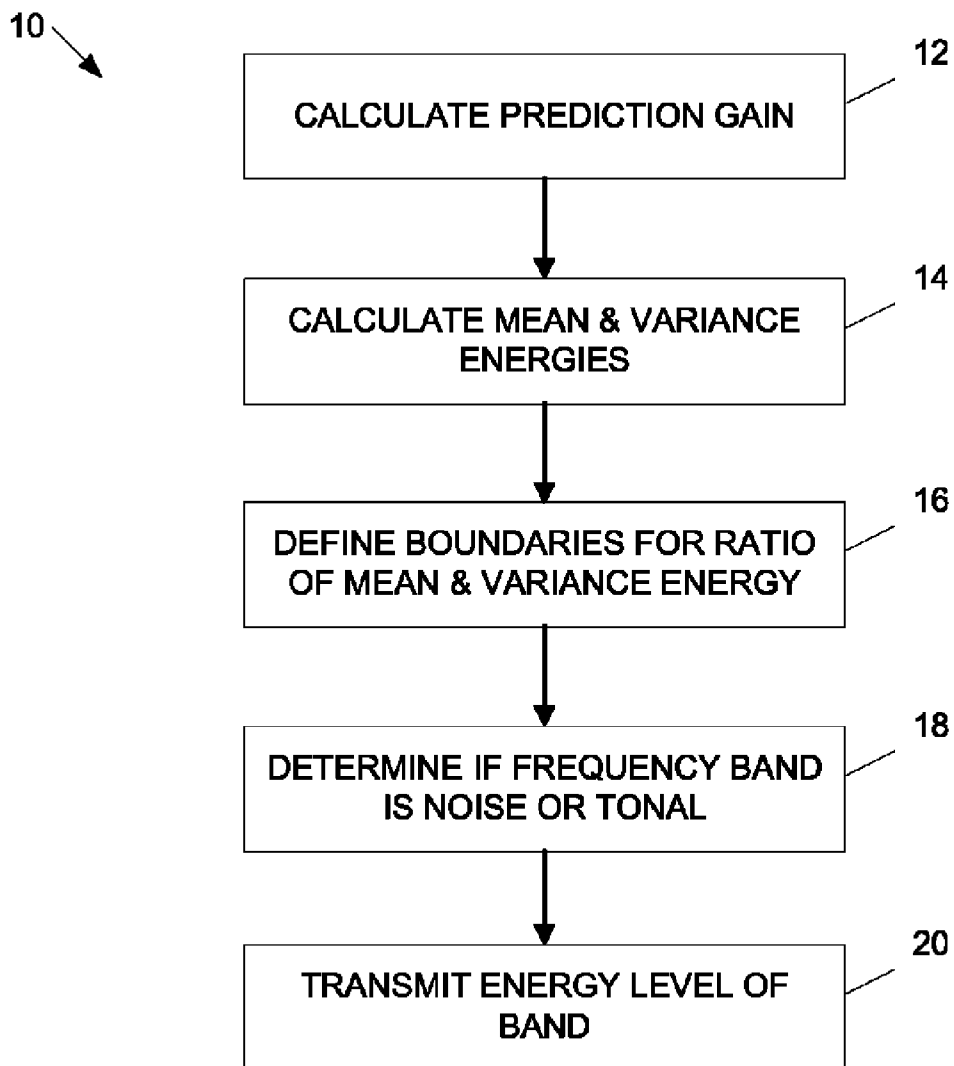 10
12
CALCULATE PREDICTION GAIN
14
CALCULATE MEAN & VARIANCE
ENERGIES
16
DEFINE BOUNDARIES FOR RATIO
OF MEAN & VARIANCE ENERGY
18
DETERMINE IF FREQUENCY BAND
IS NOISE OR TONAL
20
TRANSMIT ENERGY LEVEL OF
BAND